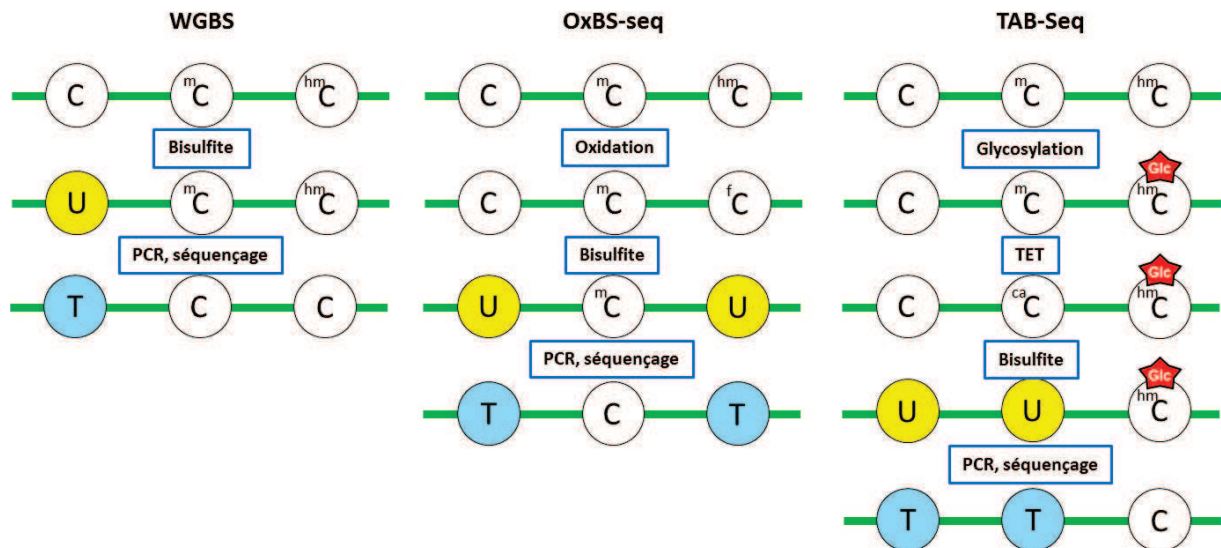 WGBS
C mC hmC
Bisulfite
U mC hmC
PCR, séquençage
T C C
OxBS-seq
C mC hmC
Oxidation
C mC fC
Bisulfite
U mC U
PCR, séquençage
T C T
TAB-Seq
C mC hmC
Glycosylation
Glc
C mC hmC
TET
Glc
C caC hmC
Bisulfite
Glc
U U hmC
PCR, séquençage
T T C